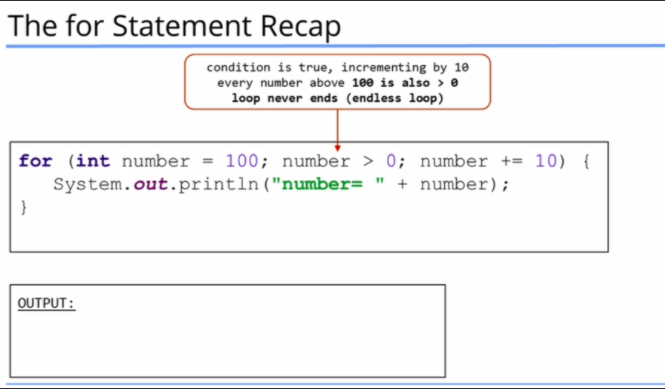 The for Statement Recap
condition is true, incrementing by 10
every number above 100 is also > 0
loop never ends (endless loop)
for (int number = 100; number > 0; number += 10) {
System.out.println("number= " + number);
}
OUTPUT: